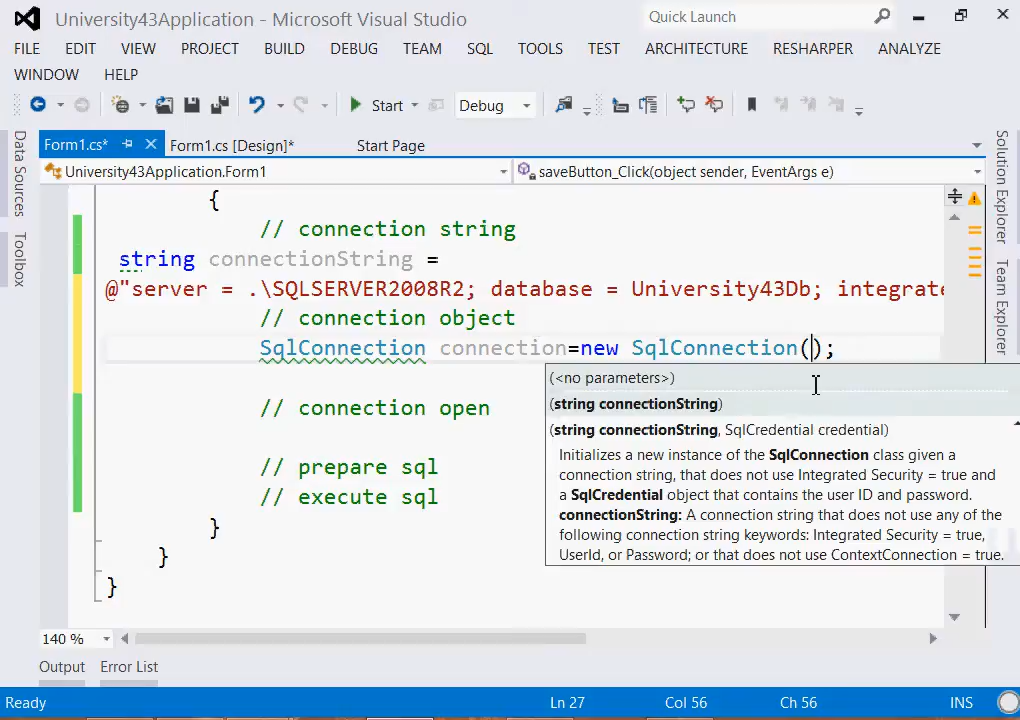 University43Application - Microsoft Visual Studio
Quick Launch
FILE EDIT VIEW PROJECT BUILD DEBUG TEAM SQL TOOLS TEST ARCHITECTURE RESHARPER ANALYZE
WINDOW HELP
Start Debug
Data Sources
Toolbox
Form1.cs* Form1.cs [Design]* Start Page
University43Application.Form1 saveButton_Click(object sender, EventArgs e)
{
// connection string
string connectionString =
@"server = .\SQLSERVER2008R2; database = University43Db; integrate
// connection object
SqlConnection connection=new SqlConnection();
(<no parameters>)
(string connectionString)
(string connectionString, SqlCredential credential)
Initializes a new instance of the SqlConnection class given a
connection string, that does not use Integrated Security = true and
a SqlCredential object that contains the user ID and password.
connectionString: A connection string that does not use any of the
following connection string keywords: Integrated Security = true,
UserId, or Password; or that does not use ContextConnection = true.
// connection open
// prepare sql
// execute sql
}
}
}
Solution Explorer
Team Explorer
140 %
Output Error List
Ready Ln 27 Col 56 Ch 56 INS